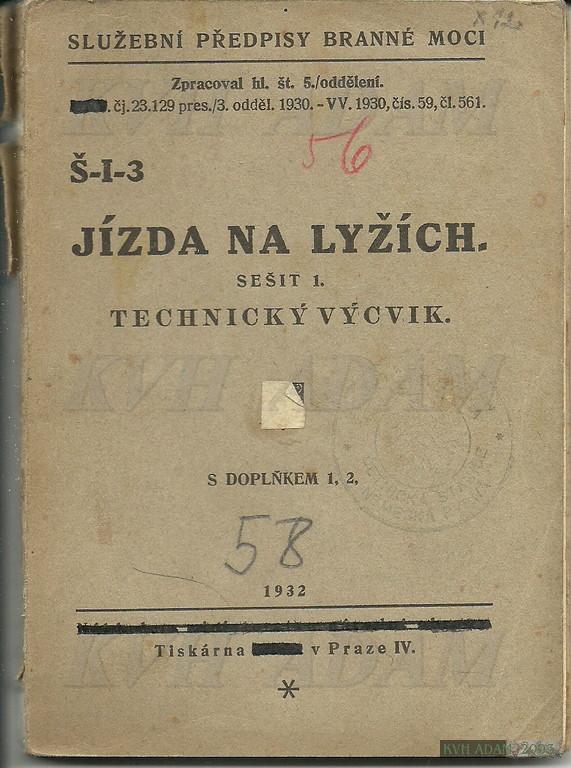 SLUŽEBNÍ PŘEDPISY BRANNÉ MOCI
Zpracoval hl. št. 5./oddělení.
. čj. 23.129 pres./3. odděl. 1930. - VV. 1930, čís. 59, čl. 561.
56
Š-I-3
JÍZDA NA LYŽÍCH.
SEŠIT 1.
TECHNICKÝ VÝCVIK.
KVH ADAM
S DOPLŇKEM 1, 2,
58
1932
Tiskárna v Praze IV.
KVH ADAM
KVH ADAM 2003